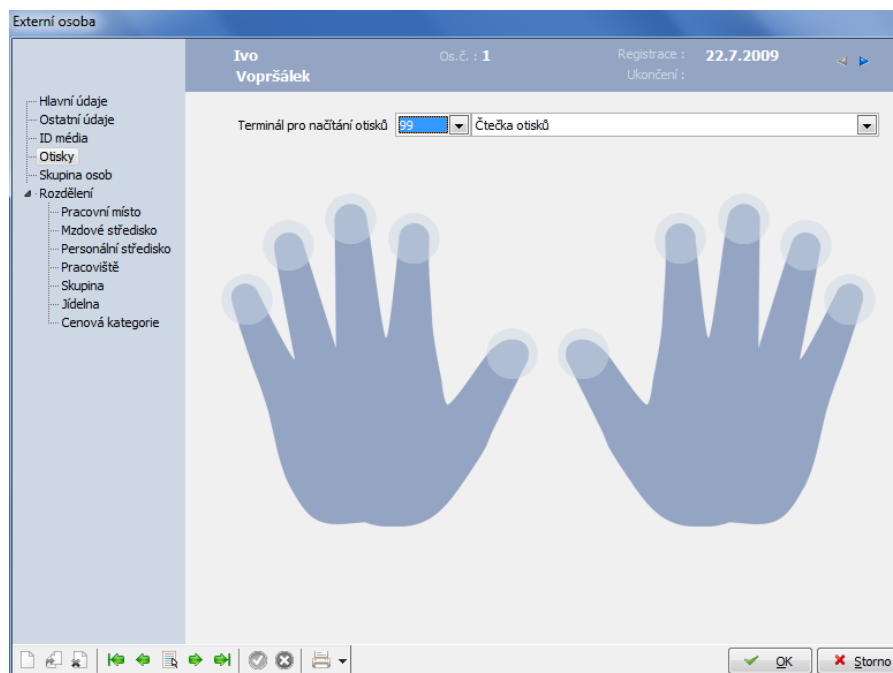 Externí osoba
Ivo
Vopršálek
Os.č. : 1
Registrace : 22.7.2009
Ukončení :
Hlavní údaje
Ostatní údaje
ID média
Otisky
Skupina osob
Rozdělení
Pracovní místo
Mzdové středisko
Personální středisko
Pracoviště
Skupina
Jídelna
Cenová kategorie
Terminál pro načítání otisků 99 Čtečka otisků
OK
Storno